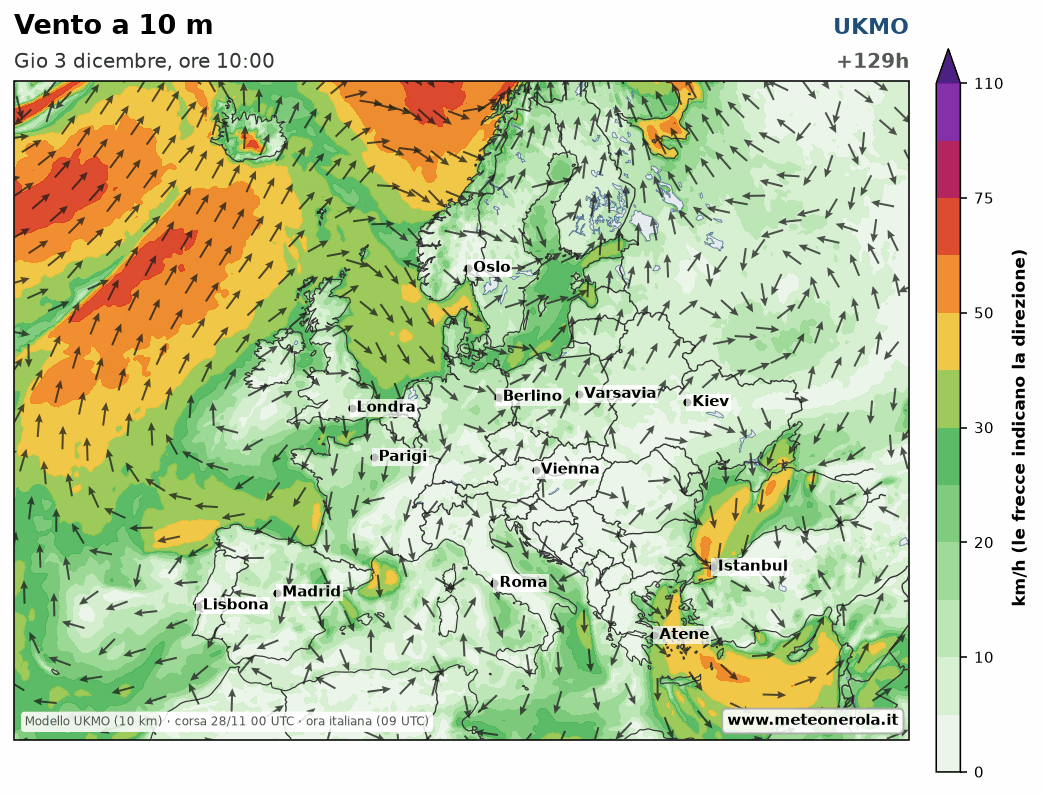 Vento a 10 m
UKMO
Gio 3 dicembre, ore 10:00
+129h
110
75
50
30
20
10
0
km/h (le frecce indicano la direzione)
Oslo
Berlino
Varsavia
Kiev
Londra
Parigi
Vienna
Istanbul
Roma
Madrid
Lisbona
Atene
Modello UKMO (10 km) · corsa 28/11 00 UTC · ora italiana (09 UTC)
www.meteonerola.it